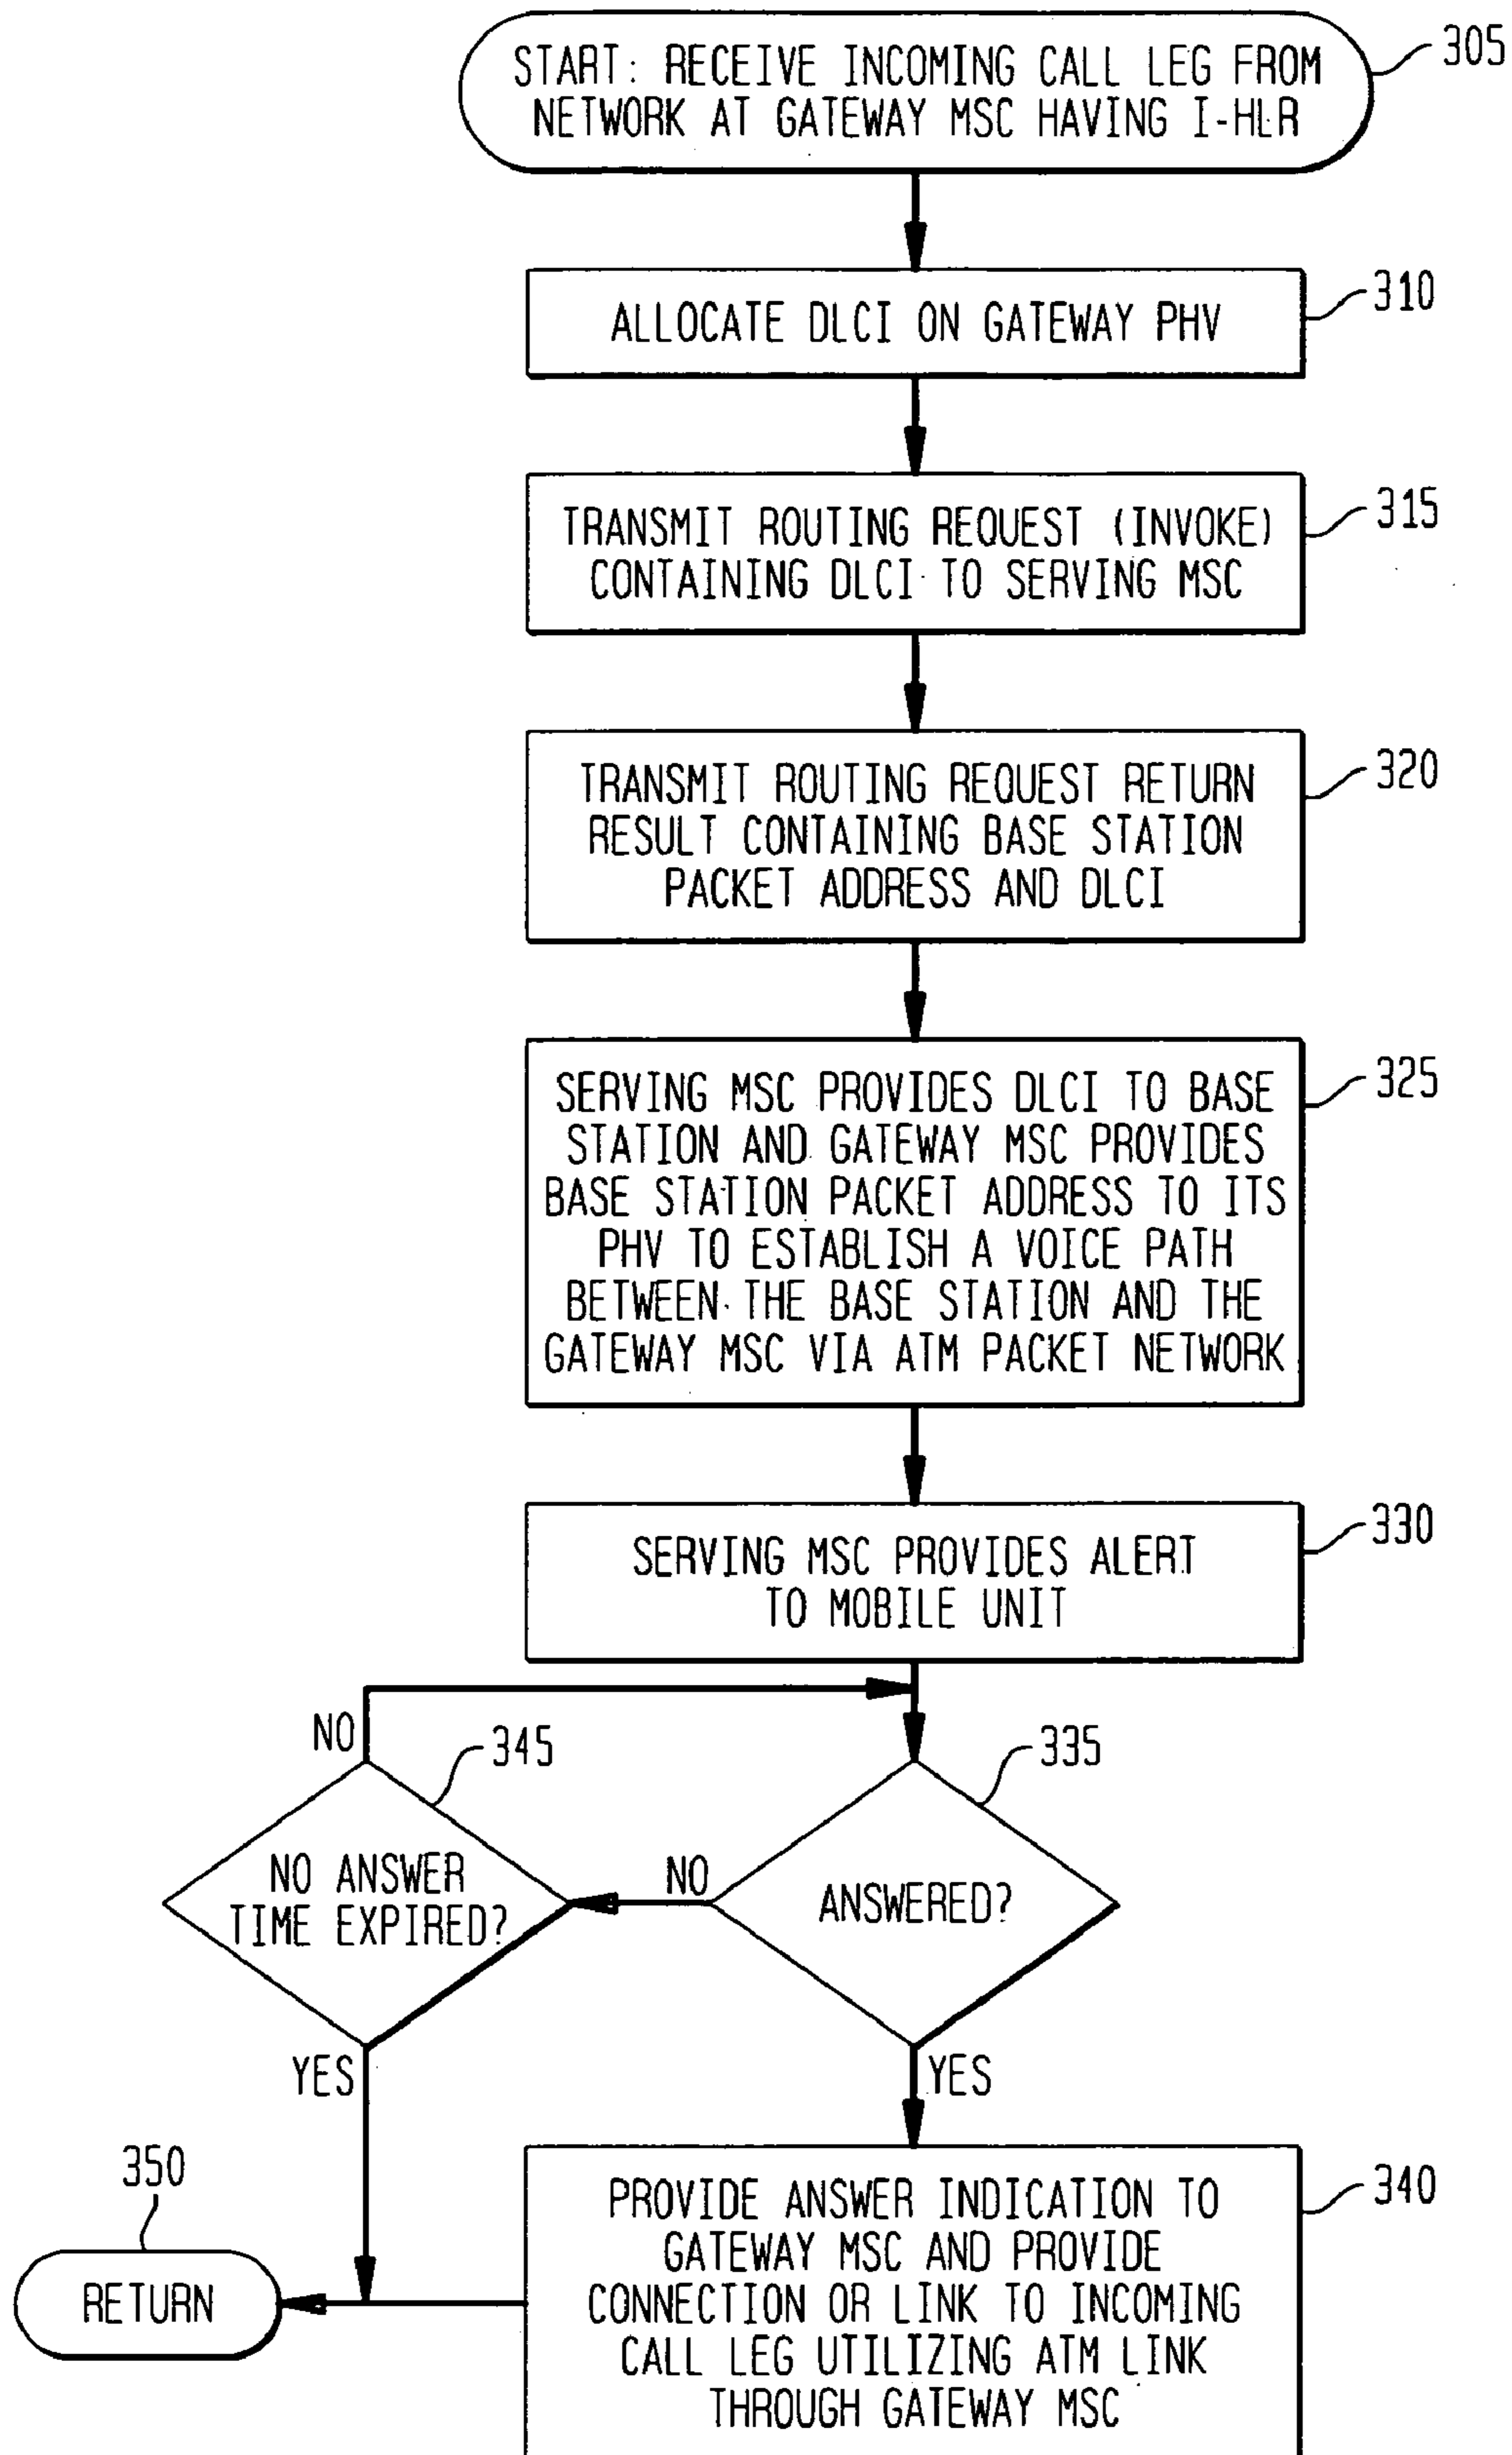 START: RECEIVE INCOMING CALL LEG FROM
NETWORK AT GATEWAY MSC HAVING I-HLR
305
ALLOCATE DLCI ON GATEWAY PHV
310
TRANSMIT ROUTING REQUEST (INVOKE)
CONTAINING DLCI TO SERVING MSC
315
TRANSMIT ROUTING REQUEST RETURN
RESULT CONTAINING BASE STATION
PACKET ADDRESS AND DLCI
320
SERVING MSC PROVIDES DLCI TO BASE
STATION AND GATEWAY MSC PROVIDES
BASE STATION PACKET ADDRESS TO ITS
PHV TO ESTABLISH A VOICE PATH
BETWEEN THE BASE STATION AND THE
GATEWAY MSC VIA ATM PACKET NETWORK
325
SERVING MSC PROVIDES ALERT
TO MOBILE UNIT
330
NO
345
335
NO ANSWER
TIME EXPIRED?
NO
ANSWERED?
YES
YES
350
RETURN
PROVIDE ANSWER INDICATION TO
GATEWAY MSC AND PROVIDE
CONNECTION OR LINK TO INCOMING
CALL LEG UTILIZING ATM LINK
THROUGH GATEWAY MSC
340